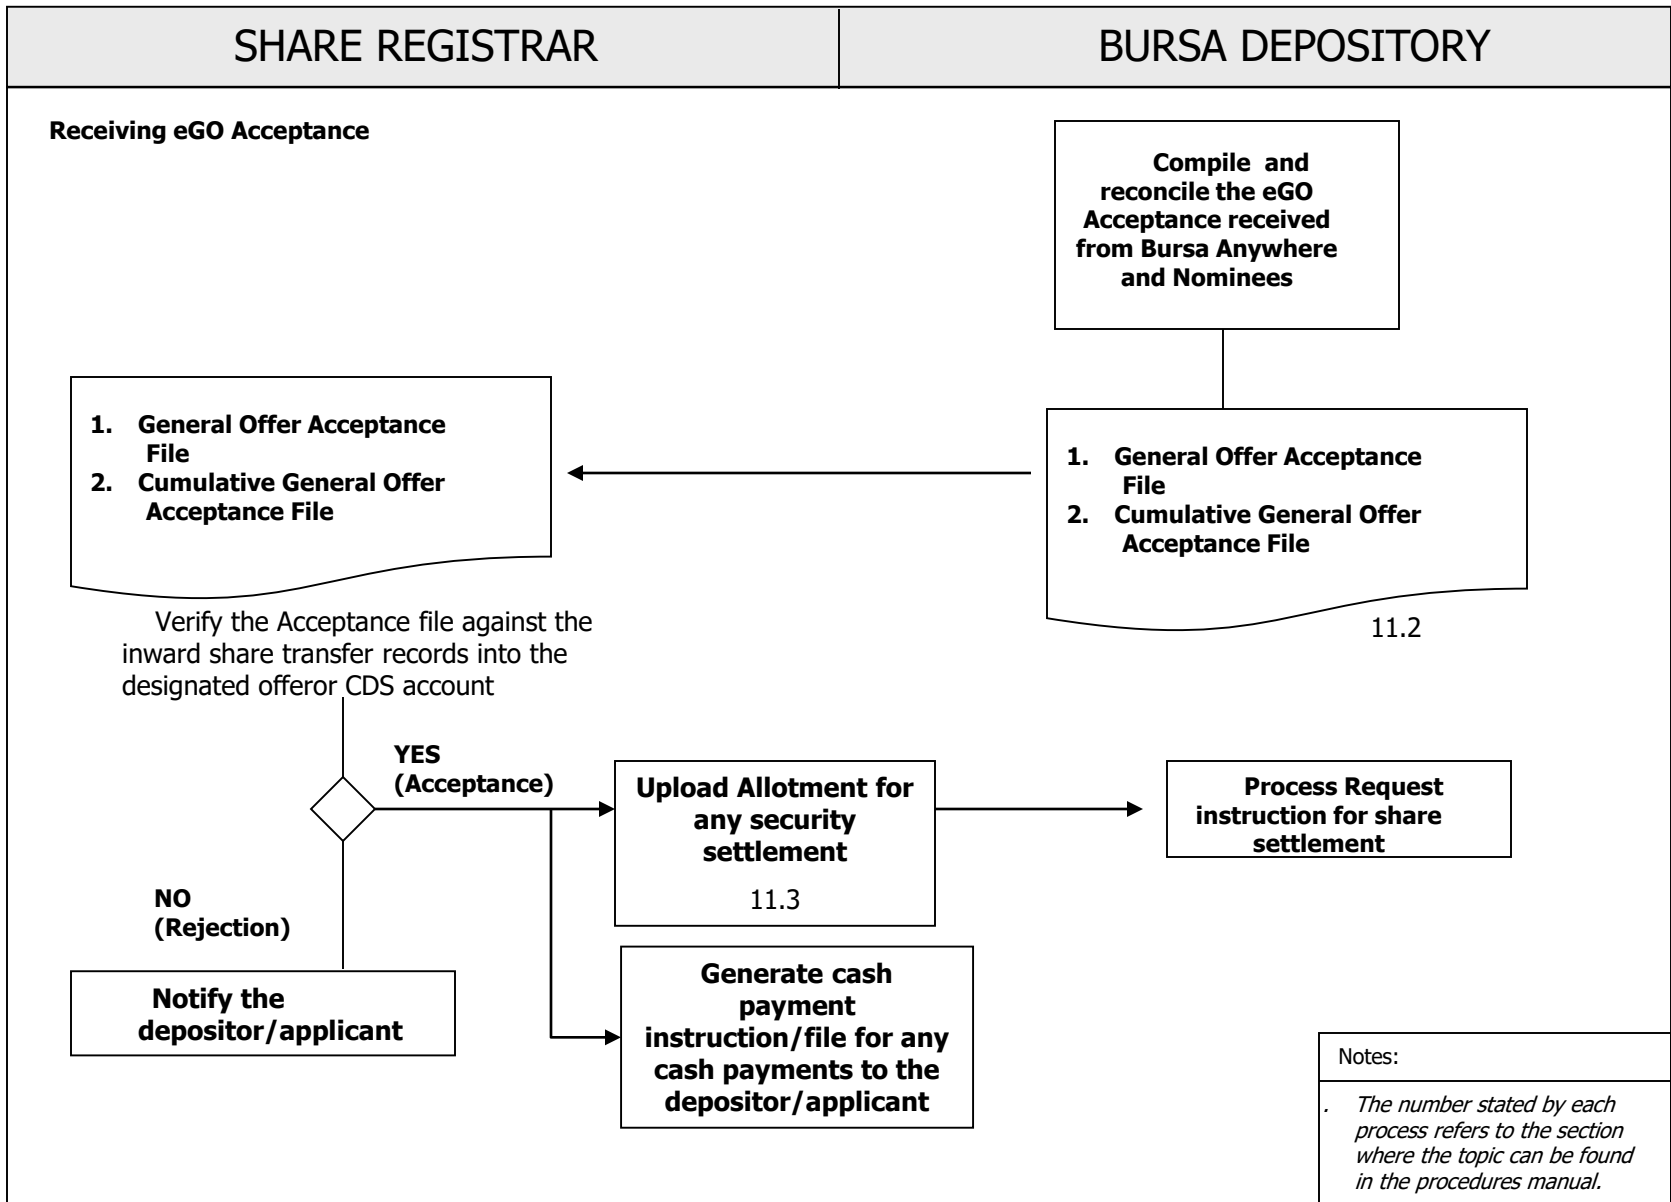 SHARE REGISTRAR
BURSA DEPOSITORY
Receiving eGO Acceptance
Compile and
reconcile the eGO
Acceptance received
from Bursa Anywhere
and Nominees
1. General Offer Acceptance
File
2. Cumulative General Offer
Acceptance File
1. General Offer Acceptance
File
2. Cumulative General Offer
Acceptance File
11.2
Verify the Acceptance file against the
inward share transfer records into the
designated offeror CDS account
YES
(Acceptance)
Upload Allotment for
any security
settlement
11.3
Process Request
instruction for share
settlement
NO
(Rejection)
Notify the
depositor/applicant
Generate cash
payment
instruction/file for any
cash payments to the
depositor/applicant
Notes:
. The number stated by each
process refers to the section
where the topic can be found
in the procedures manual.